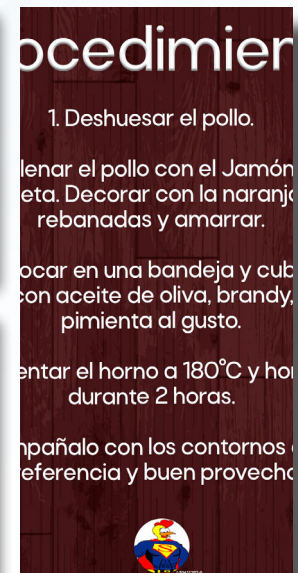 ocedimien
1. Deshuesar el pollo.
lenar el pollo con el Jamón
eta. Decorar con la naranja
rebanadas y amarrar.
ocar en una bandeja y cub
con aceite de oliva, brandy,
pimienta al gusto.
entar el horno a 180°C y hor
durante 2 horas.
mpañalo con los contornos
eferencia y buen provecho